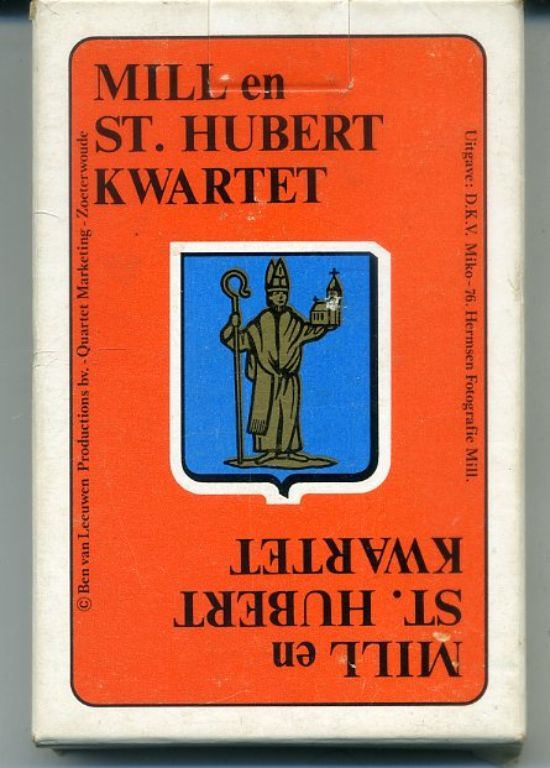 MILL en
ST. HUBERT
KWARTET
© Ben van Leeuwen Productions bv. - Quartet Marketing - Zoeterwoude
Uitgave: D.K.V. Miko-76. Hermsen Fotografie Mill.
MILL en
ST. HUBERT
KWARTET